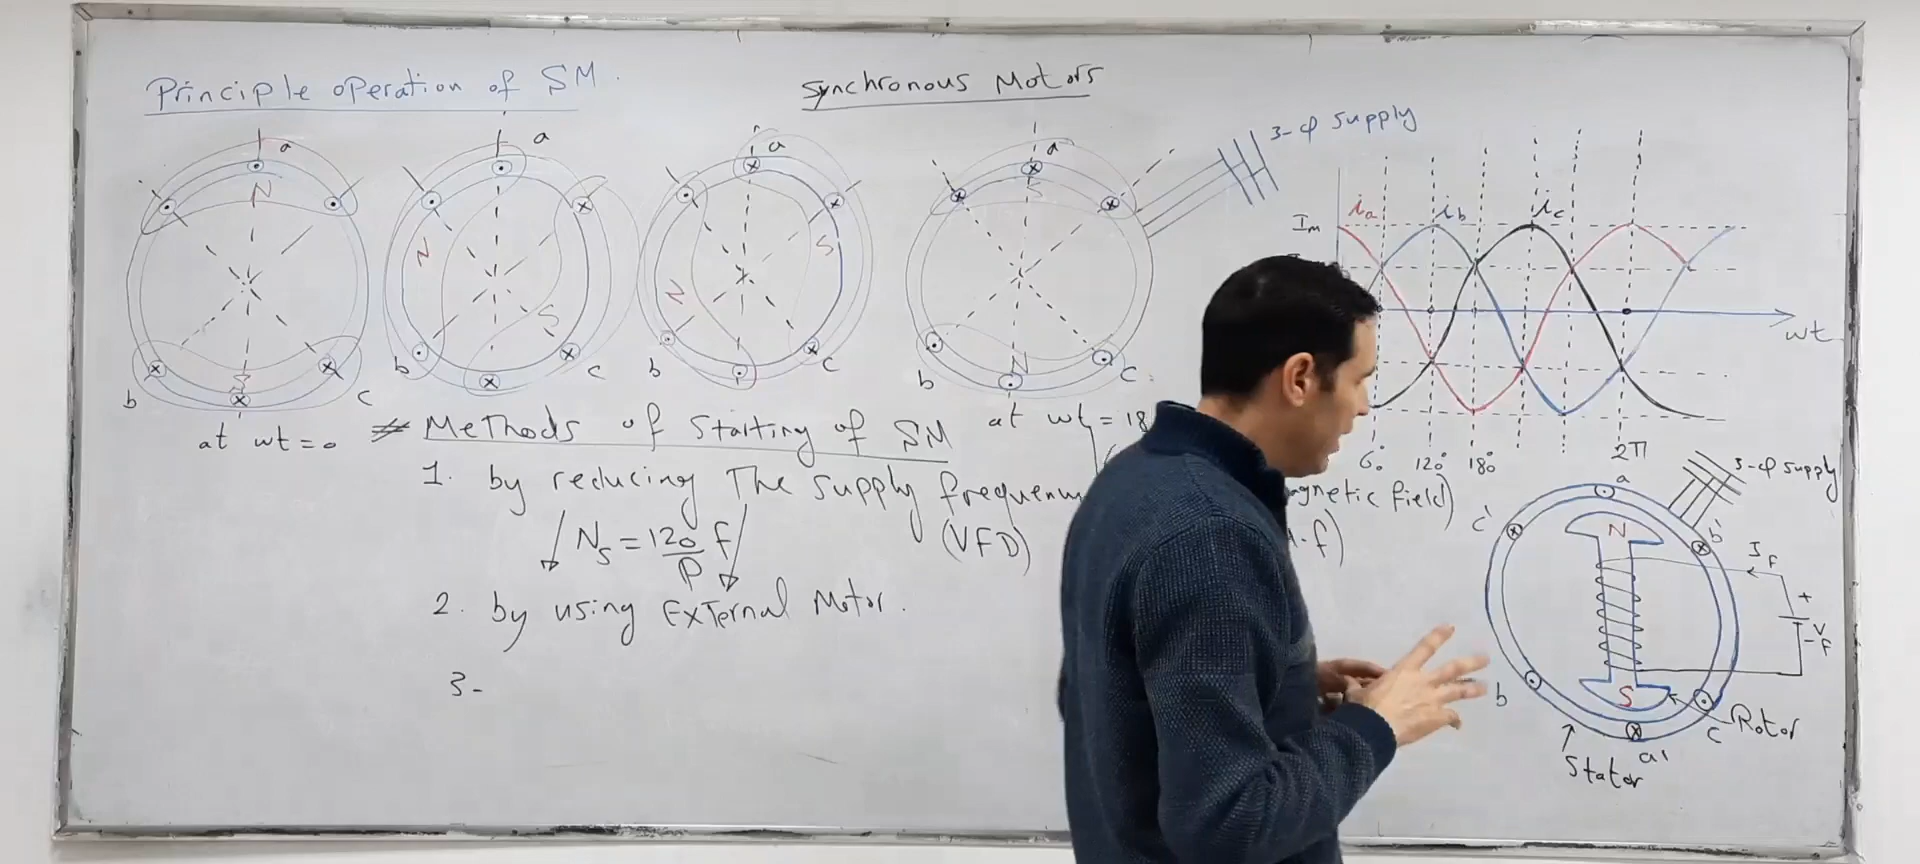 Principle operation of SM.
Synchronous Motors
3-φ supply
a
N
S
b
c
at wt = 0
a
N
S
b
c
a
N
S
b
c
a
S
N
b
c
at wt = 18
Im
ia
ib
ic
wt
60
120
180
2π
# Methods of Starting of SM
1. by reducing The supply frequen
agnetic field)
↓ Ns = 120/P f ↓
(VFD)
.f)
2. by using External Motor.
3-
3-φ supply
a
c'
b'
N
IF
+
VF
-
S
b
c
a'
Rotor
Stator